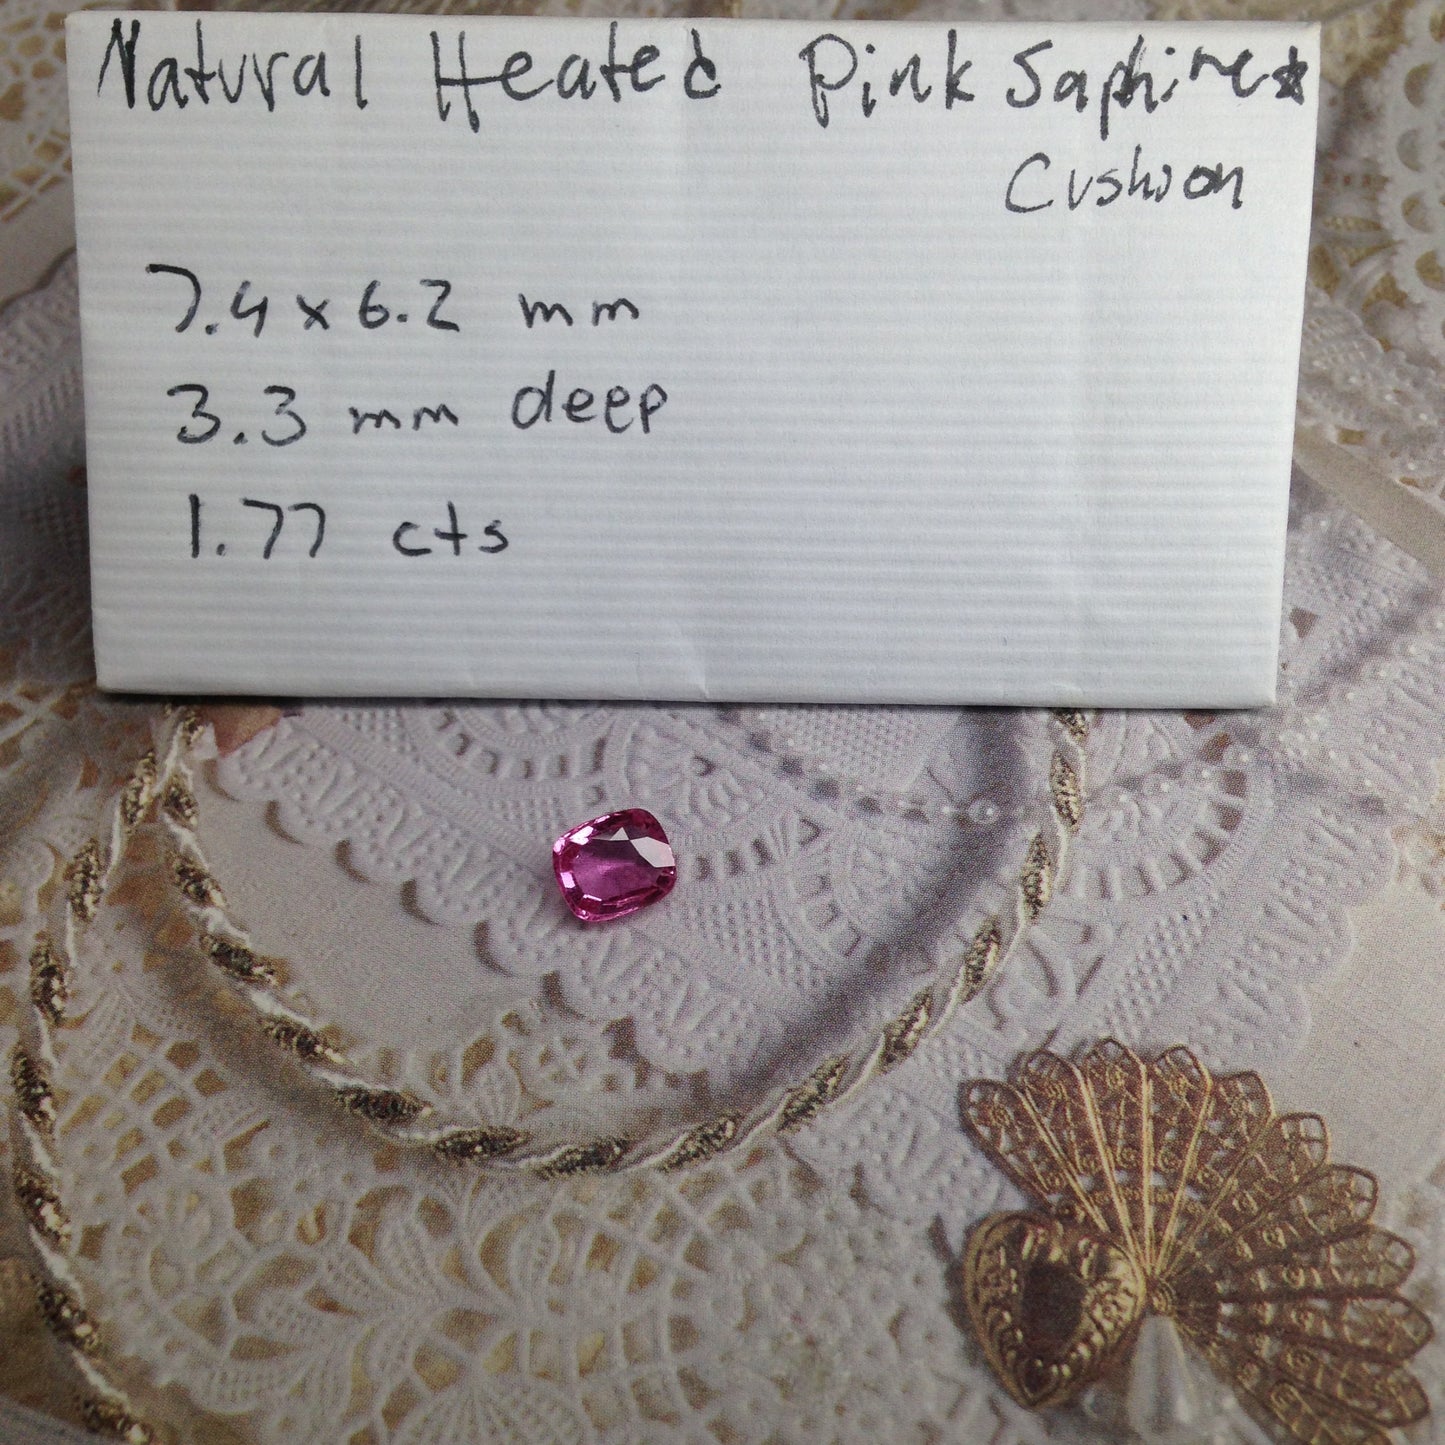 Natural Heated Pink Saphire*
Cushion
7.4 x 6.2 mm
3.3 mm deep
1.77 cts